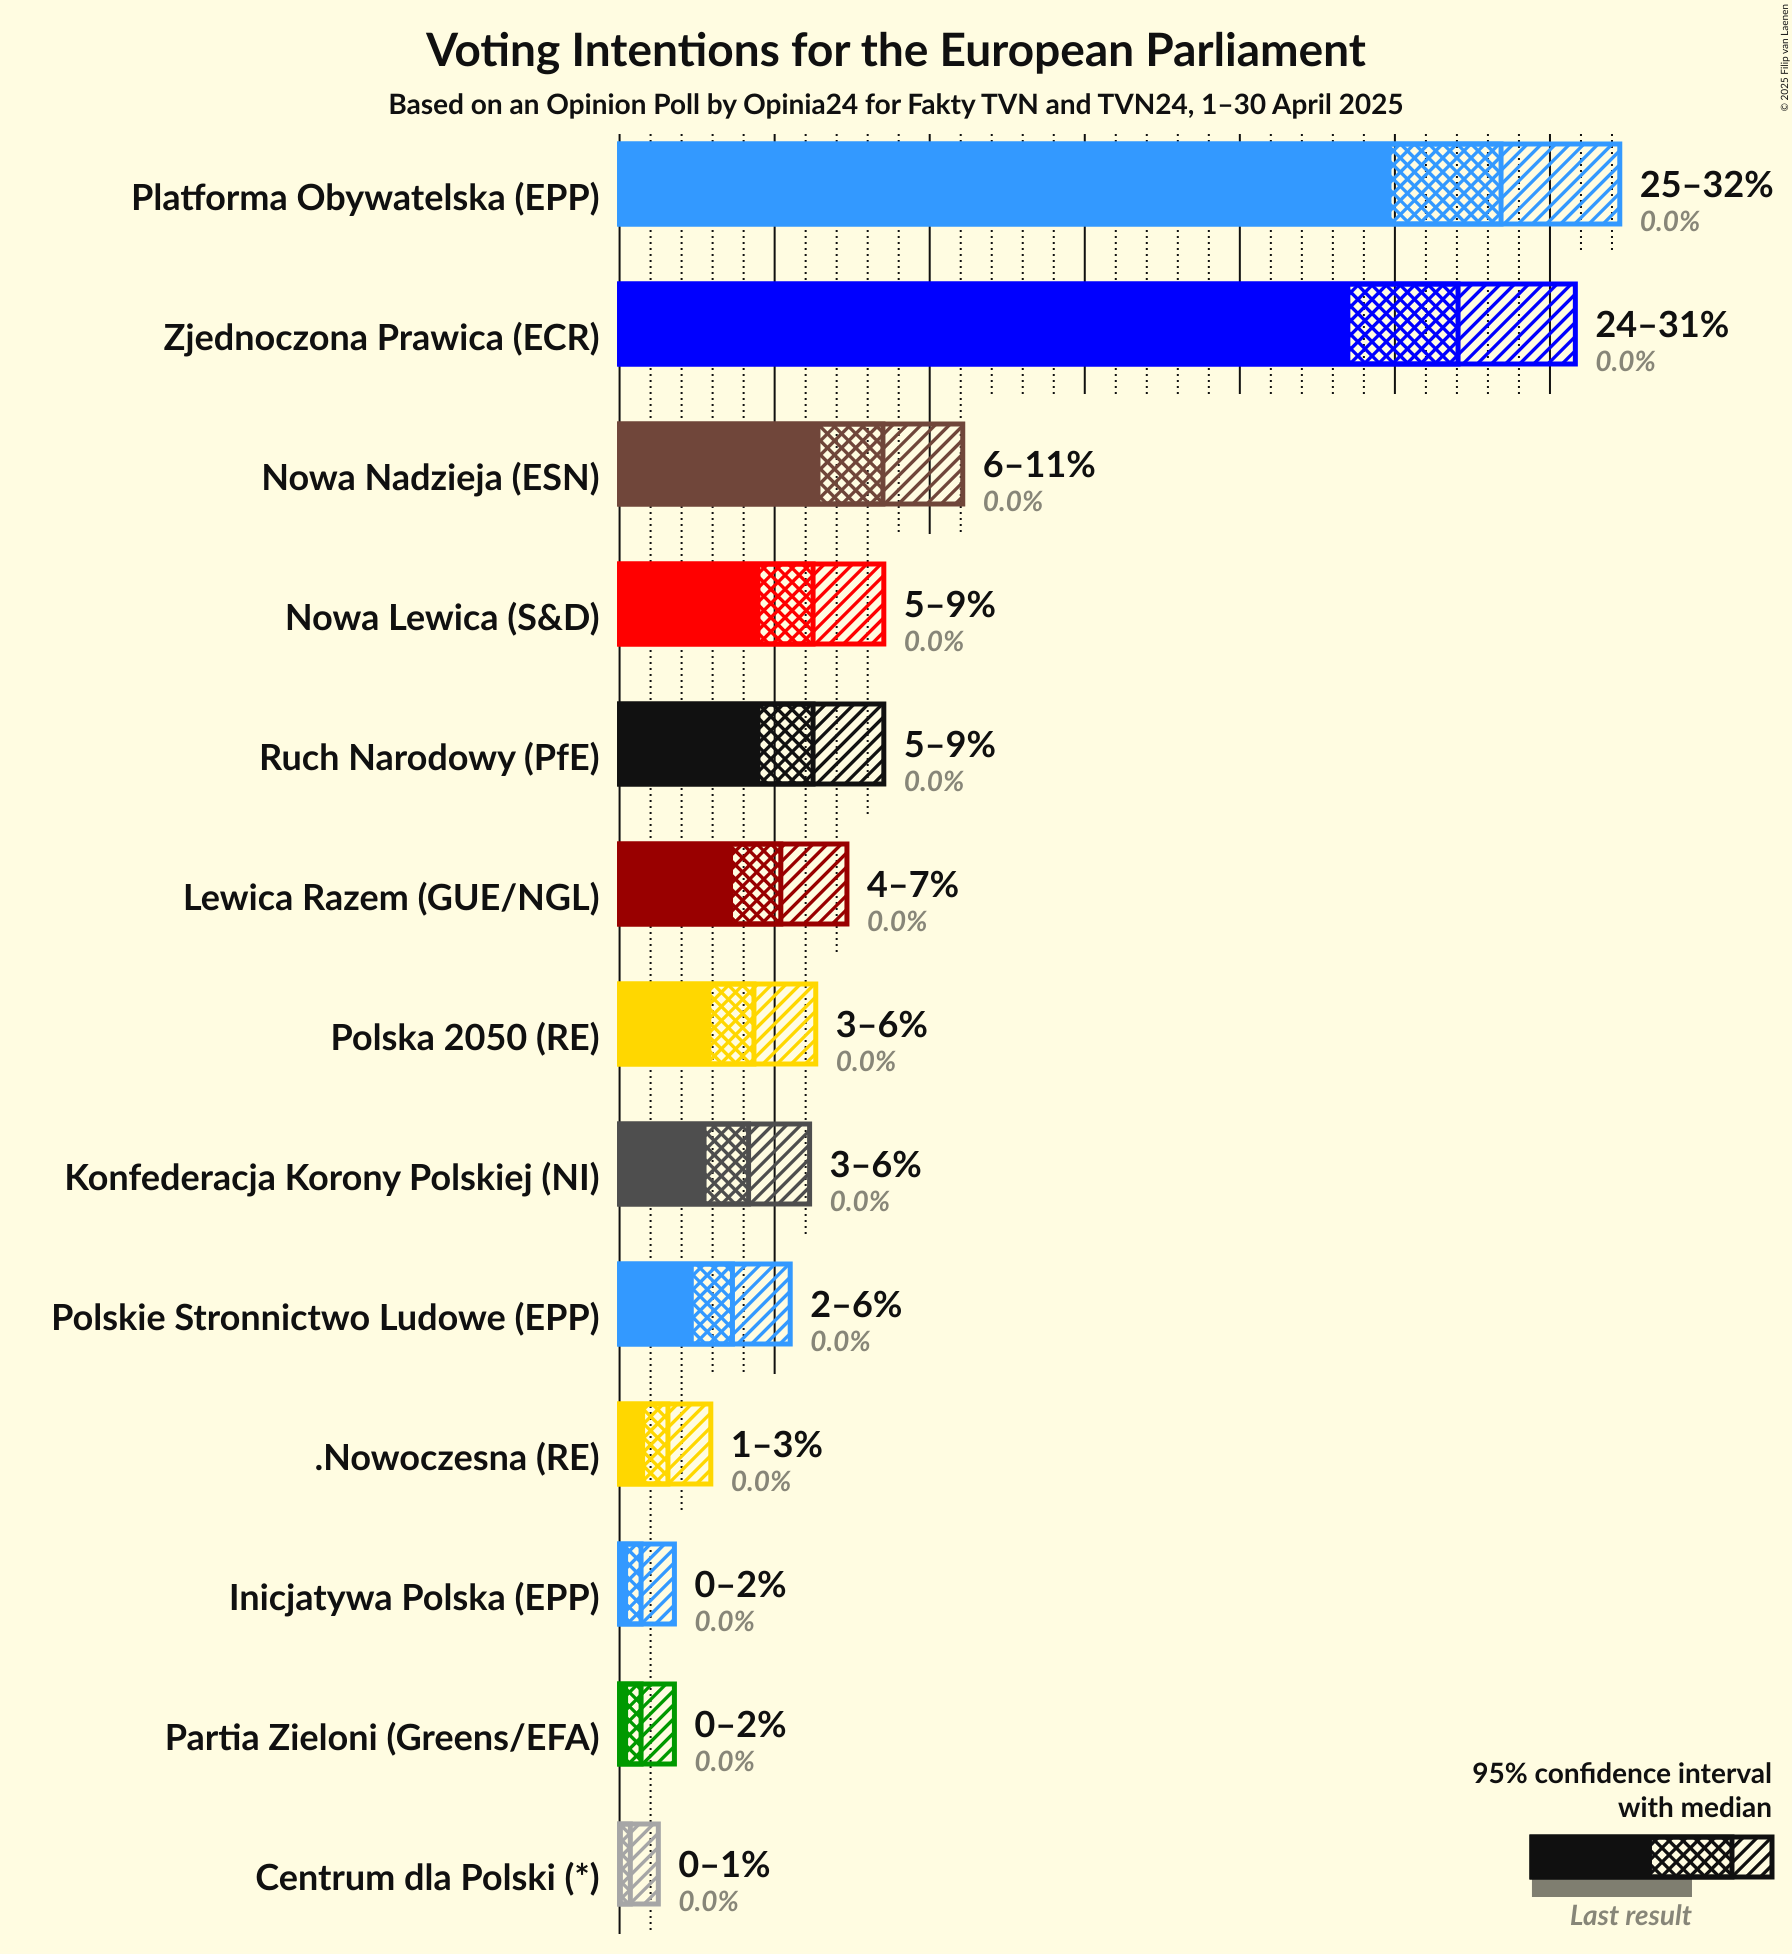 Voting Intentions for the European Parliament
Based on an Opinion Poll by Opinia24 for Fakty TVN and TVN24, 1–30 April 2025
© 2025 Filip van Laenen
Platforma Obywatelska (EPP)
25–32%
0.0%
Zjednoczona Prawica (ECR)
24–31%
0.0%
Nowa Nadzieja (ESN)
6–11%
0.0%
Nowa Lewica (S&D)
5–9%
0.0%
Ruch Narodowy (PfE)
5–9%
0.0%
Lewica Razem (GUE/NGL)
4–7%
0.0%
Polska 2050 (RE)
3–6%
0.0%
Konfederacja Korony Polskiej (NI)
3–6%
0.0%
Polskie Stronnictwo Ludowe (EPP)
2–6%
0.0%
.Nowoczesna (RE)
1–3%
0.0%
Inicjatywa Polska (EPP)
0–2%
0.0%
Partia Zieloni (Greens/EFA)
0–2%
0.0%
Centrum dla Polski (*)
0–1%
0.0%
95% confidence interval
with median
Last result